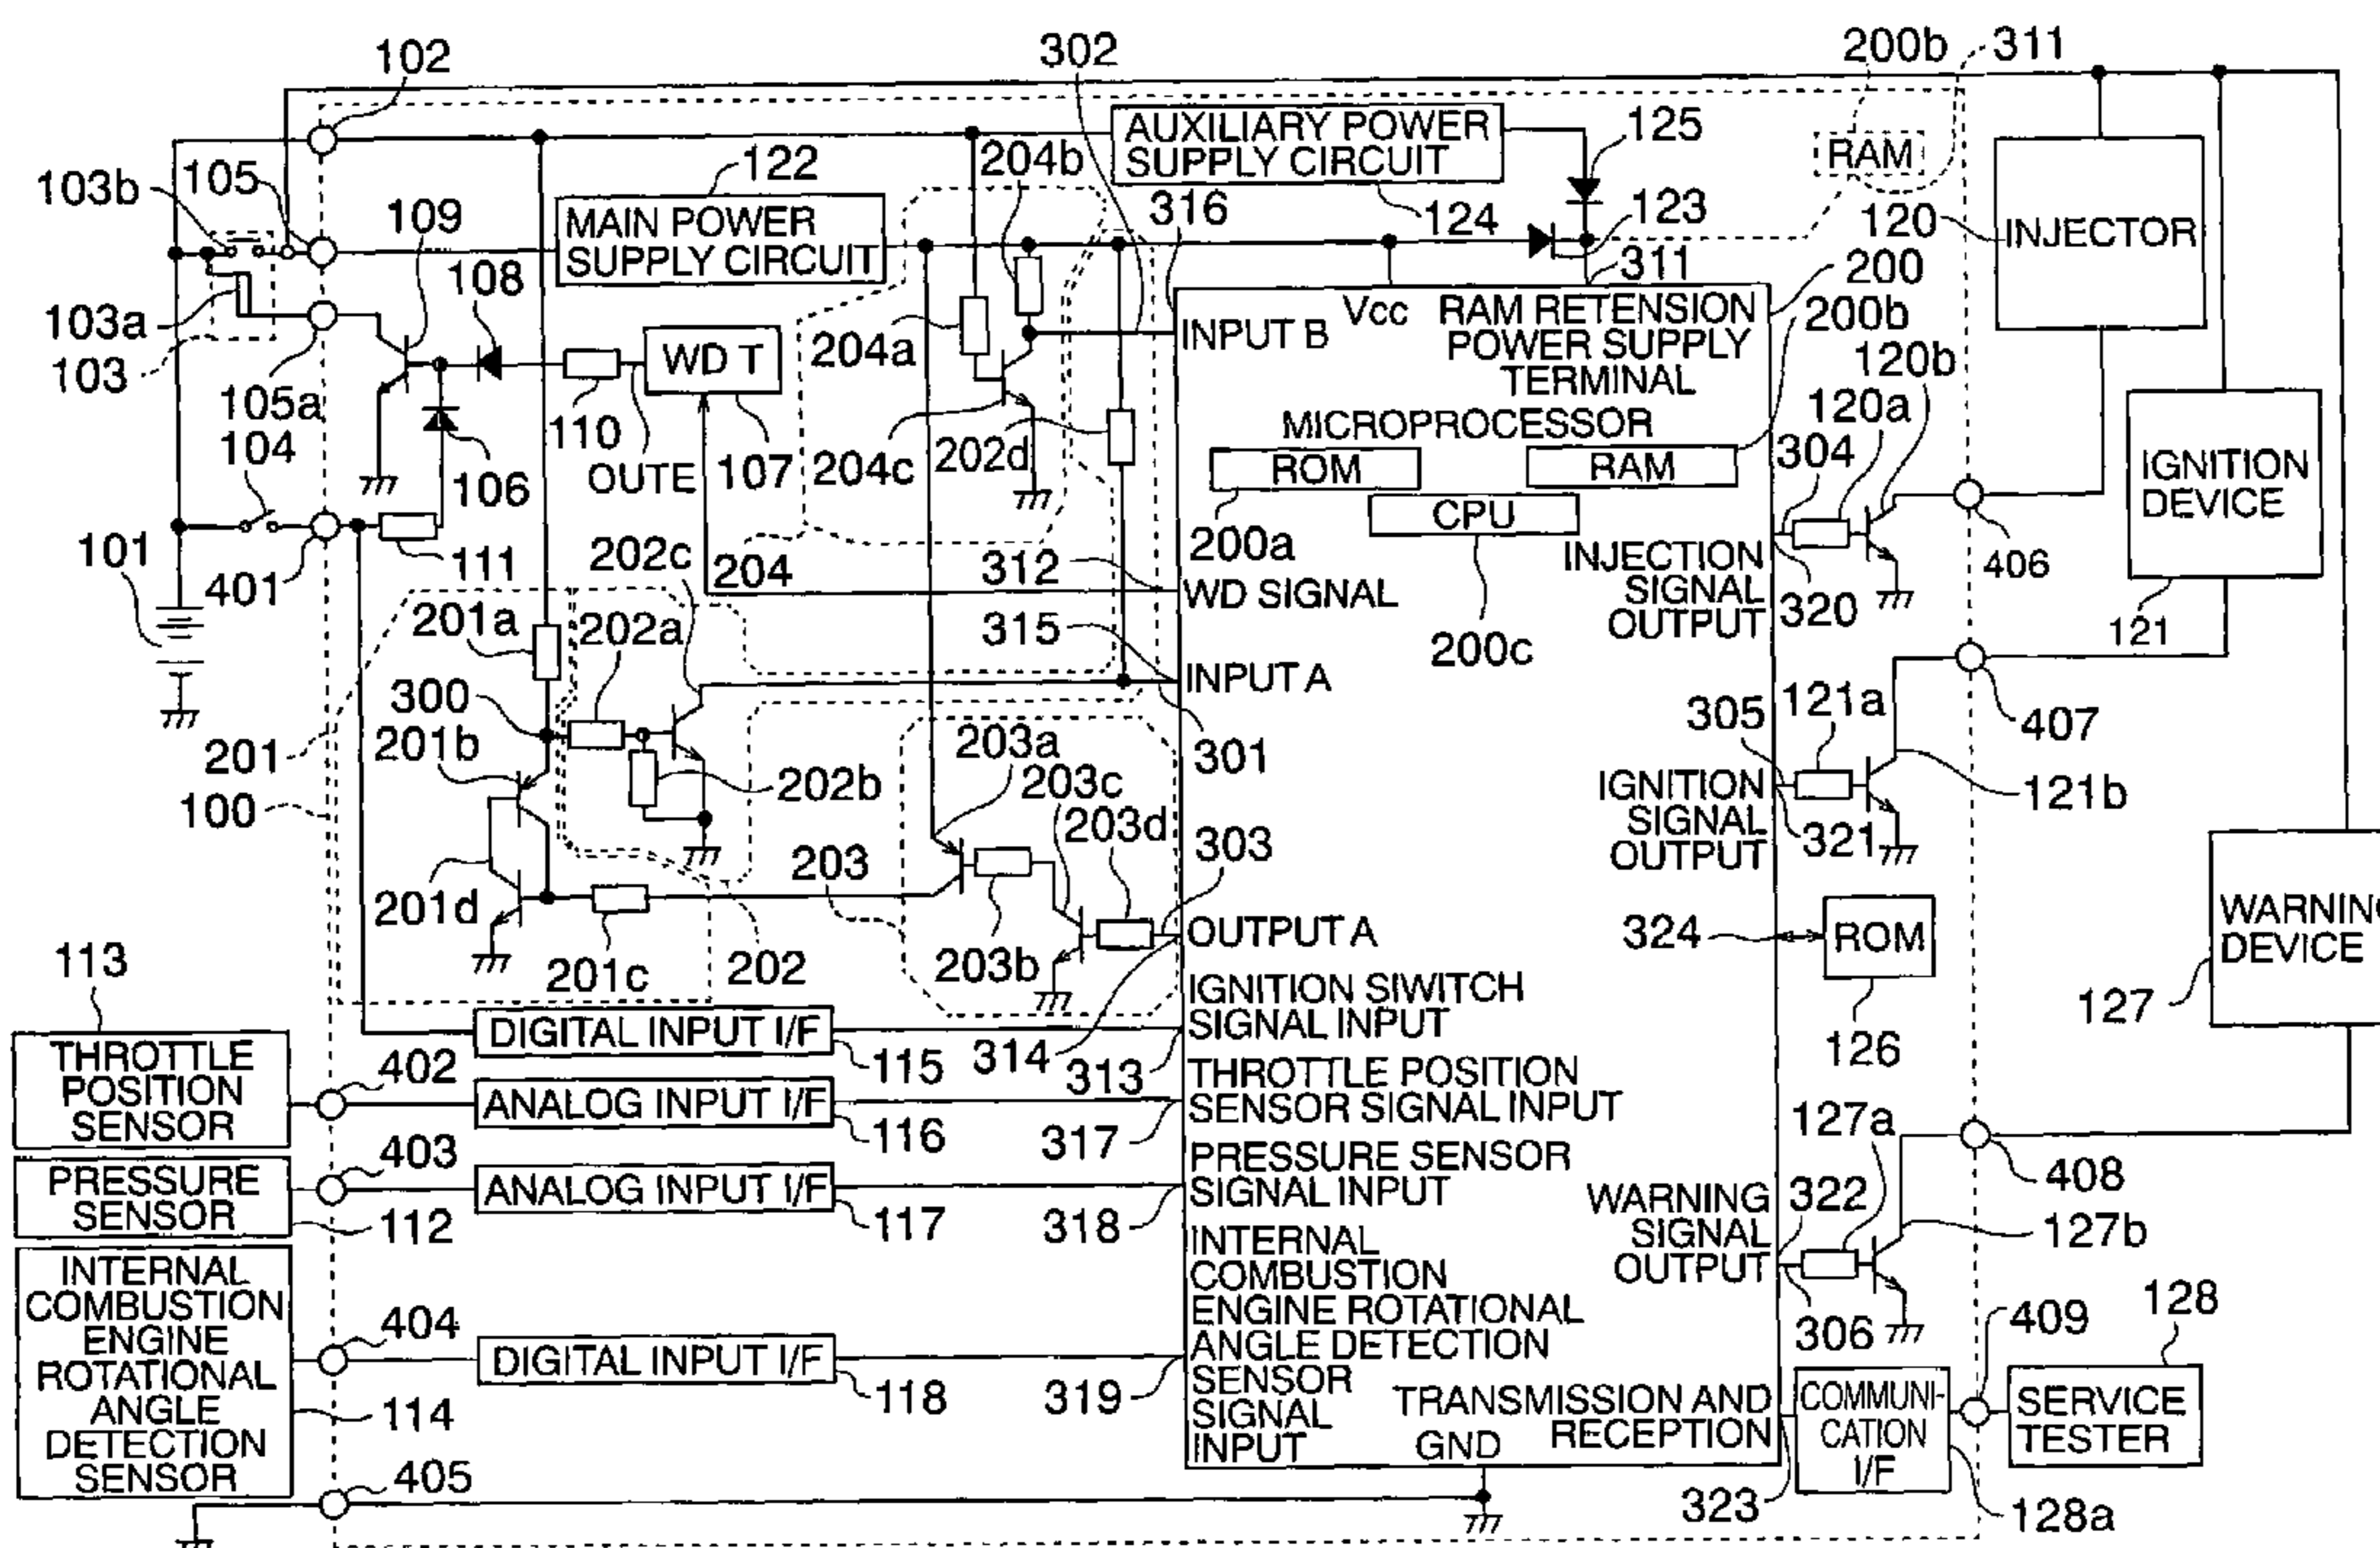 102
302
200b
311
AUXILIARY POWER
SUPPLY CIRCUIT
125
RAM
103b
105
122
204b
109
MAIN POWER
SUPPLY CIRCUIT
316
124
123
120
INJECTOR
108
311
200
103a
103
WD T
204a
INPUT B
Vcc
RAM RETENSION
POWER SUPPLY
TERMINAL
200b
120b
105a
104
110
OUTE
107
106
204c
202d
MICROPROCESSOR
ROM
RAM
CPU
120a
304
IGNITION
DEVICE
101
401
111
202c
204
312
200a
INJECTION
SIGNAL
OUTPUT
320
406
WD SIGNAL
201a
202a
315
200c
121
300
INPUT A
305
121a
407
201
201b
203a
301
100
202b
203c
203d
IGNITION
SIGNAL
OUTPUT
321
121b
203
303
201d
201c
202
203b
OUTPUT A
324
ROM
WARNIN
DEVICE
113
IGNITION SIWITCH
SIGNAL INPUT
127
THROTTLE
POSITION
SENSOR
402
DIGITAL INPUT I/F
115
314
313
126
ANALOG INPUT I/F
116
317
THROTTLE POSITION
SENSOR SIGNAL INPUT
127a
PRESSURE
SENSOR
403
112
ANALOG INPUT I/F
117
318
PRESSURE SENSOR
SIGNAL INPUT
WARNING
SIGNAL
OUTPUT
322
408
127b
INTERNAL
COMBUSTION
ENGINE
ROTATIONAL
ANGLE
DETECTION
SENSOR
404
114
DIGITAL INPUT I/F
118
319
INTERNAL
COMBUSTION
ENGINE ROTATIONAL
ANGLE DETECTION
SENSOR
SIGNAL
INPUT
306
409
128
TRANSMISSION AND
RECEPTION
GND
COMMUNI-
CATION
I/F
SERVICE
TESTER
405
323
128a